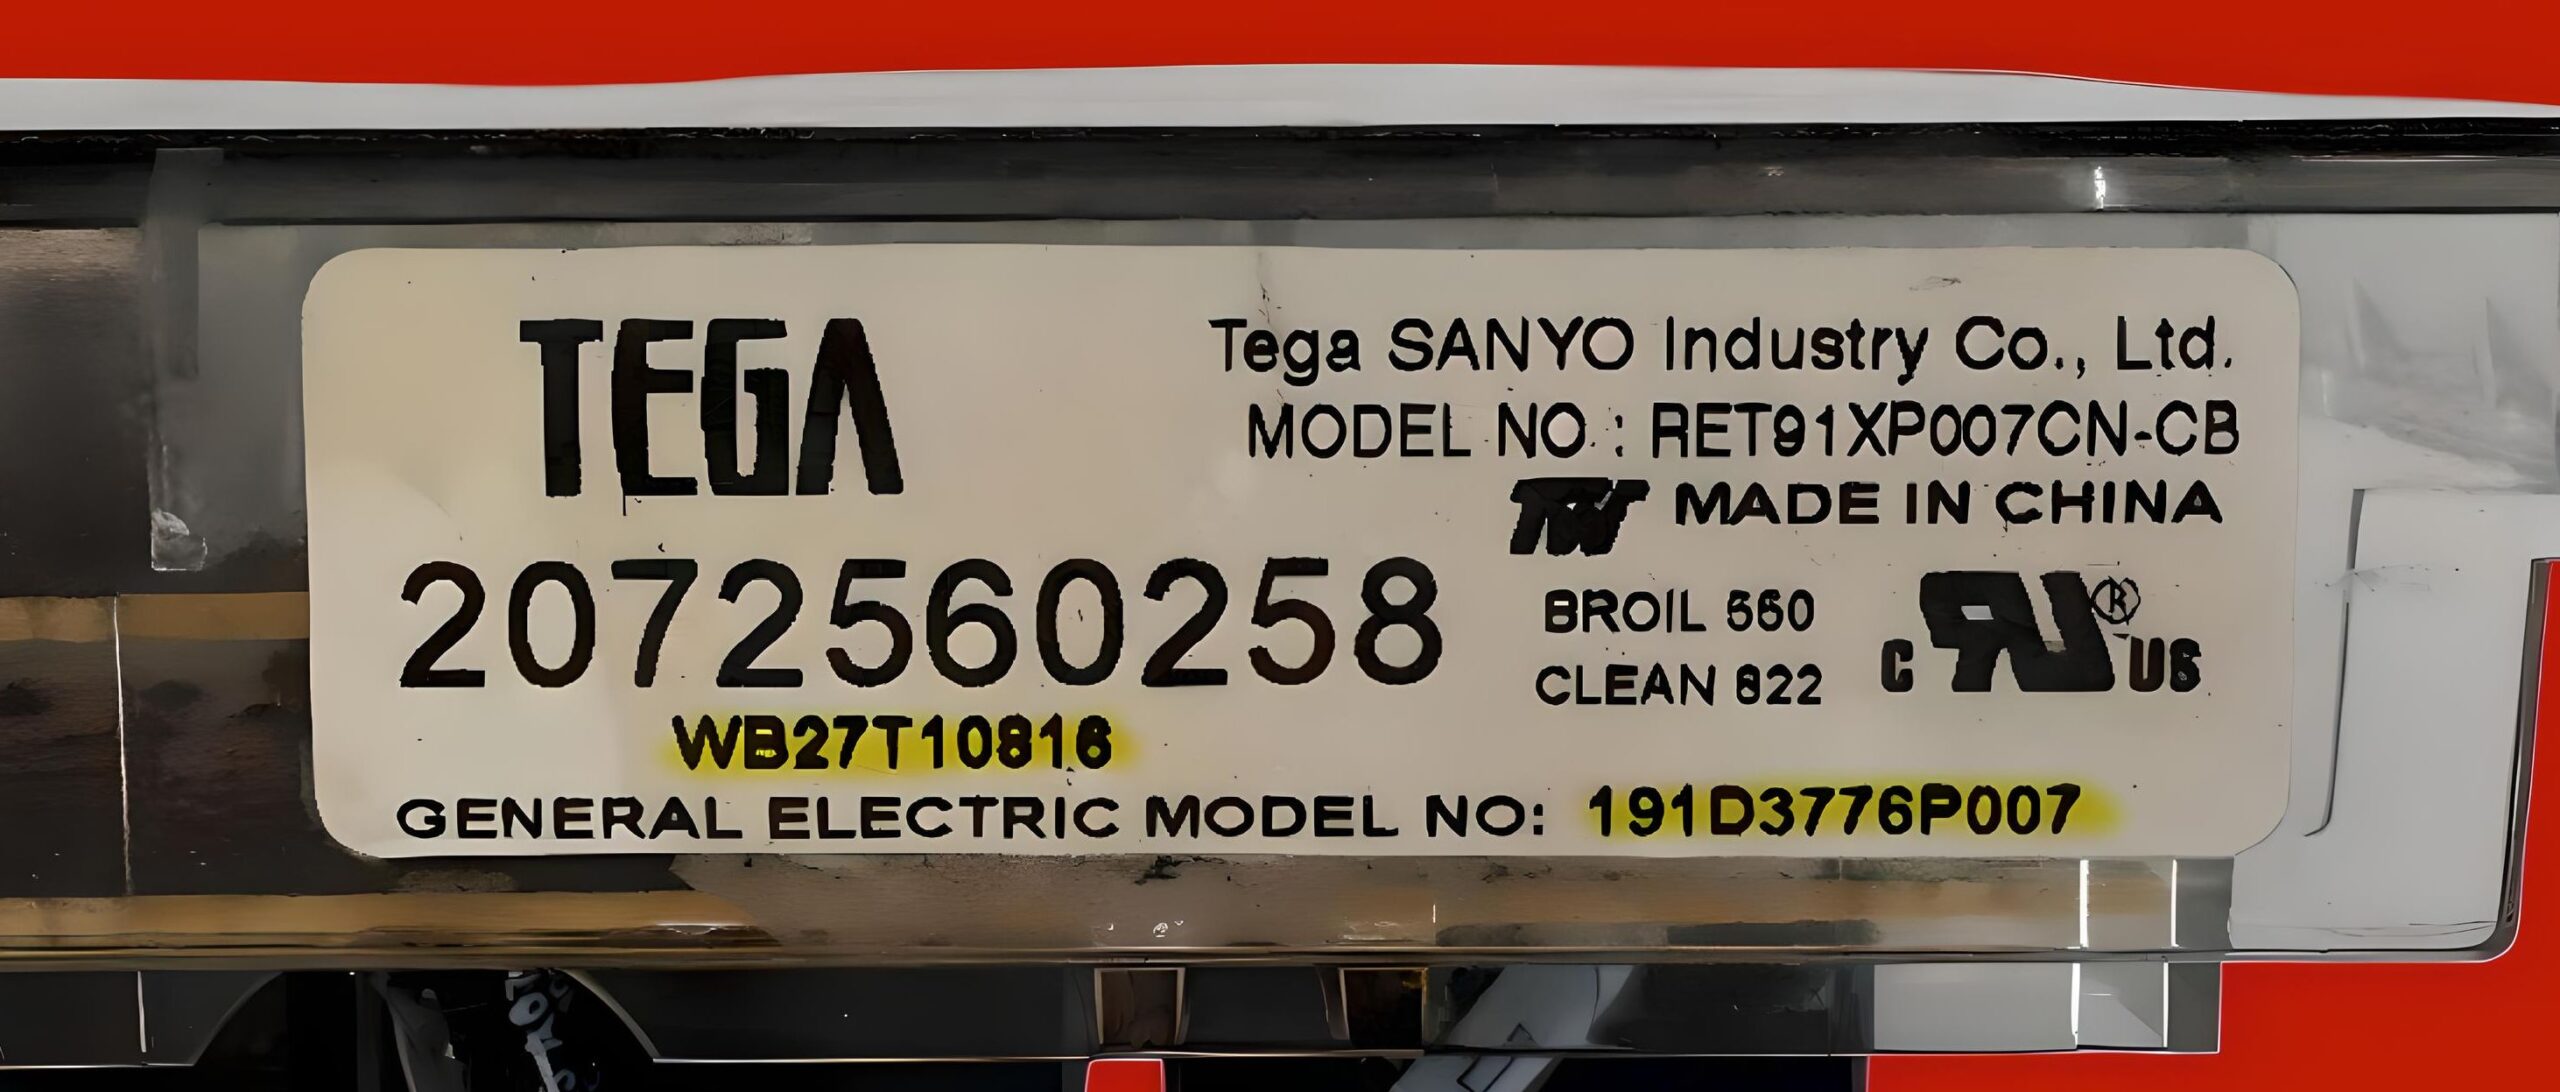 TEGA
Tega SANYO Industry Co., Ltd.
MODEL NO.: RET91XP007CN-CB
MADE IN CHINA
2072560258
BROIL
CLEAN 822
C RU® US
WB27T10816
GENERAL ELECTRIC MODEL NO: 191D3776P007